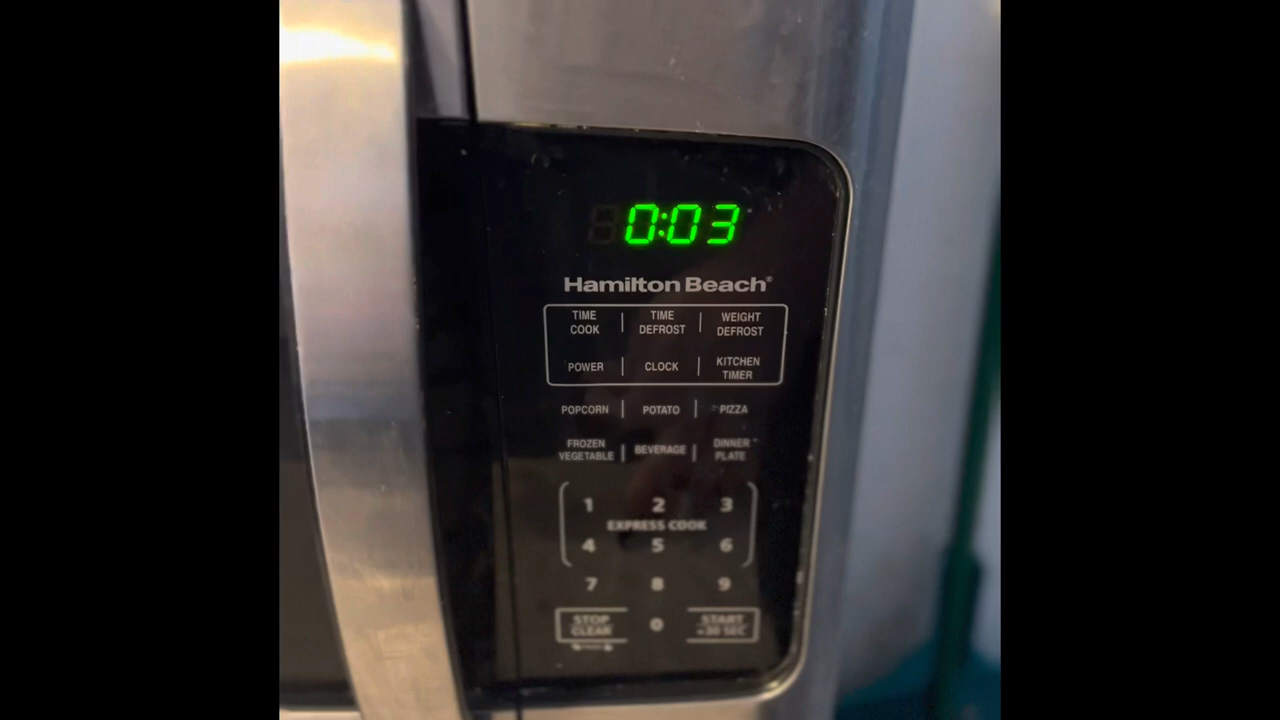 0:03
Hamilton Beach®
TIME COOK | TIME DEFROST | WEIGHT DEFROST
POWER | CLOCK | KITCHEN TIMER
POPCORN | POTATO | PIZZA
FROZEN VEGETABLE | BEVERAGE | DINNER PLATE
1 2 3
EXPRESS COOK
4 5 6
7 8 9
STOP CLEAR 0 START +30 SEC